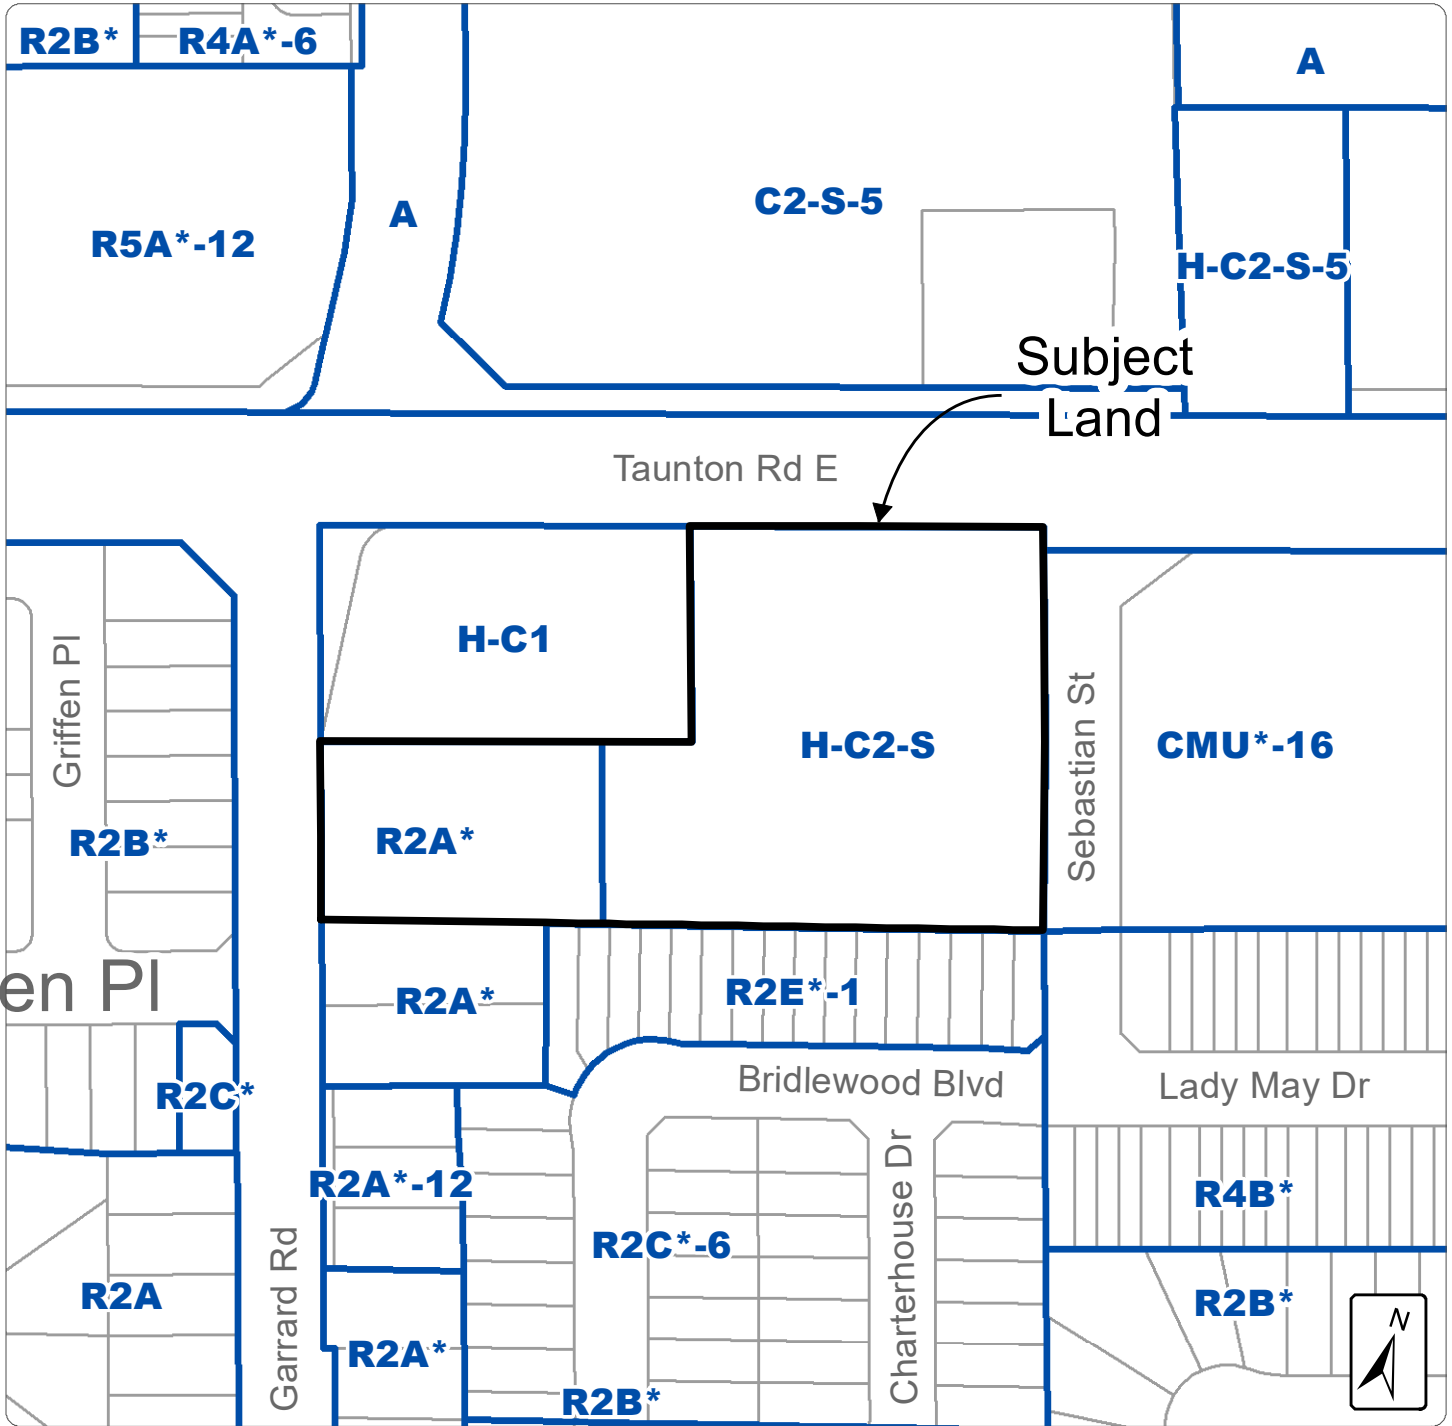 R2B*
R4A*-6
A
C2-S-5
A
R5A*-12
H-C2-S-5
Subject
Land
Taunton Rd E
H-C1
Griffen Pl
H-C2-S
Sebastian St
CMU*-16
R2B*
R2A*
en Pl
R2A*
R2E*-1
Bridlewood Blvd
Lady May Dr
R2C*
R2A*-12
R4B*
R2C*-6
Charterhouse Dr
Garrard Rd
R2A
R2B*
N
R2A*
R2B*